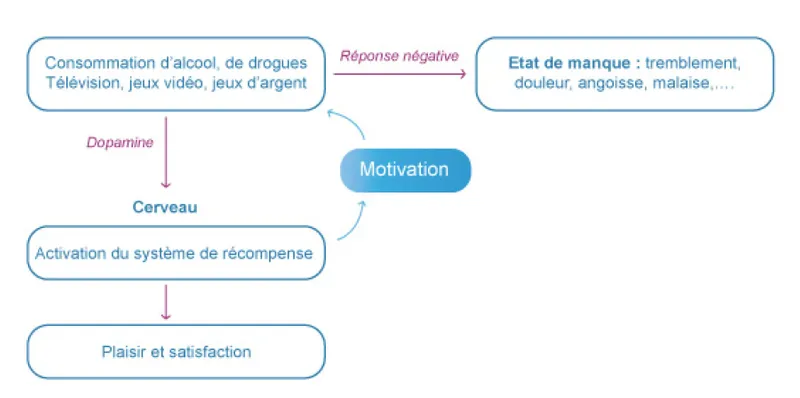 Consommation d'alcool, de drogues
Télévision, jeux vidéo, jeux d'argent
Réponse négative
Etat de manque : tremblement,
douleur, angoisse, malaise,....
Dopamine
Motivation
Cerveau
Activation du système de récompense
Plaisir et satisfaction